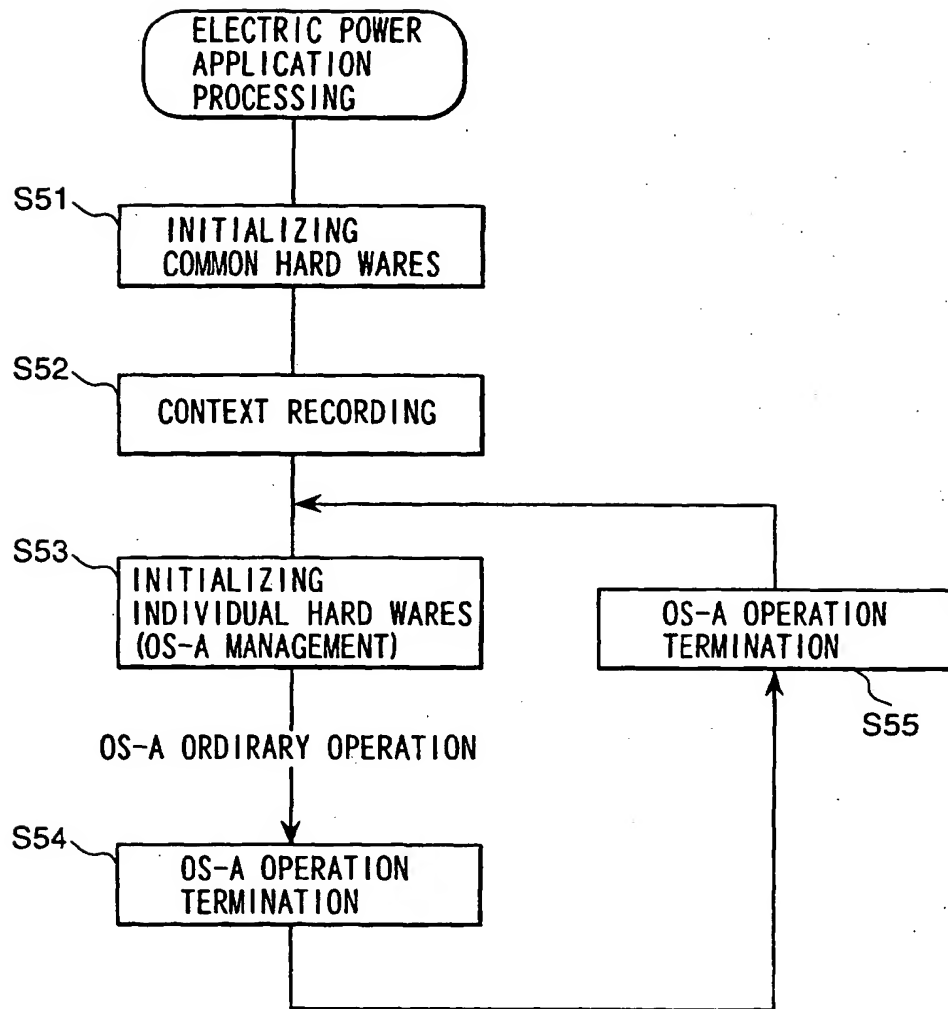 ELECTRIC POWER
APPLICATION
PROCESSING
S51
INITIALIZING
COMMON HARD WARES
S52
CONTEXT RECORDING
S53
INITIALIZING
INDIVIDUAL HARD WARES
(OS-A MANAGEMENT)
OS-A OPERATION
TERMINATION
S55
OS-A ORDIRARY OPERATION
S54
OS-A OPERATION
TERMINATION